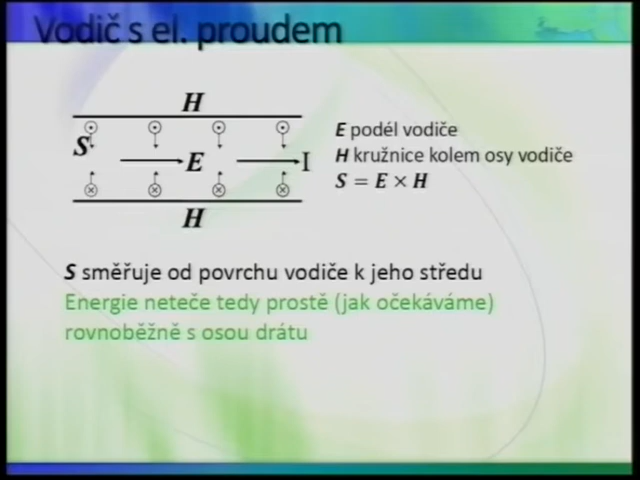 Vodič s el. proudem
H
S
E
I
H
E podél vodiče
H kružnice kolem osy vodiče
S = E × H
S směřuje od povrchu vodiče k jeho středu
Energie neteče tedy prostě (jak očekáváme)
rovnoběžně s osou drátu